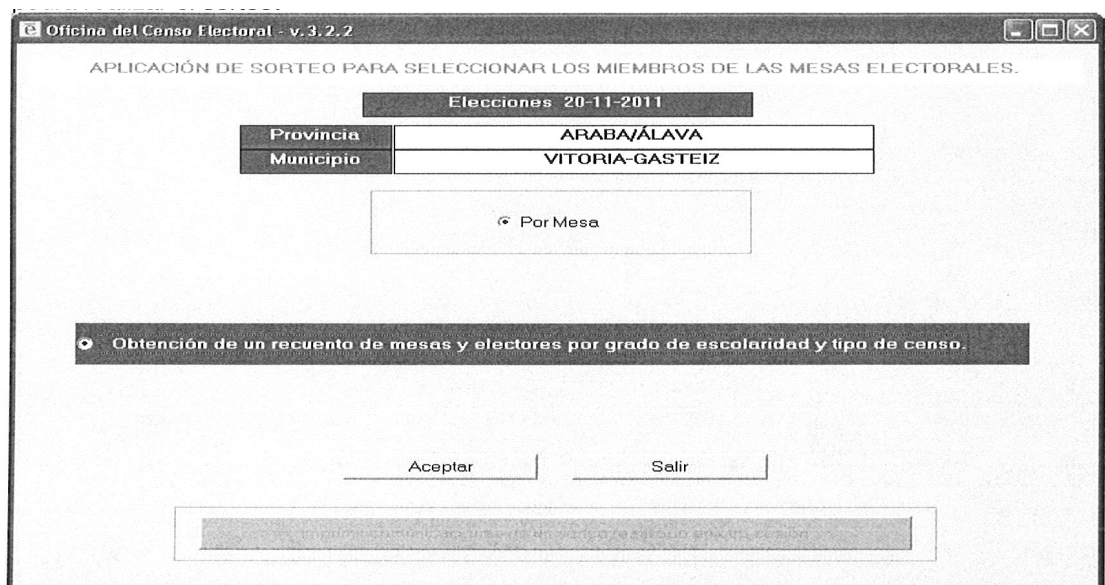 Oficina del Censo Electoral - v.3.2.2
APLICACIÓN DE SORTEO PARA SELECCIONAR LOS MIEMBROS DE LAS MESAS ELECTORALES.
Elecciones 20-11-2011
Provincia ARABA/ÁLAVA
Municipio VITORIA-GASTEIZ
Por Mesa
Obtención de un recuento de mesas y electores por grado de escolaridad y tipo de censo.
Aceptar Salir